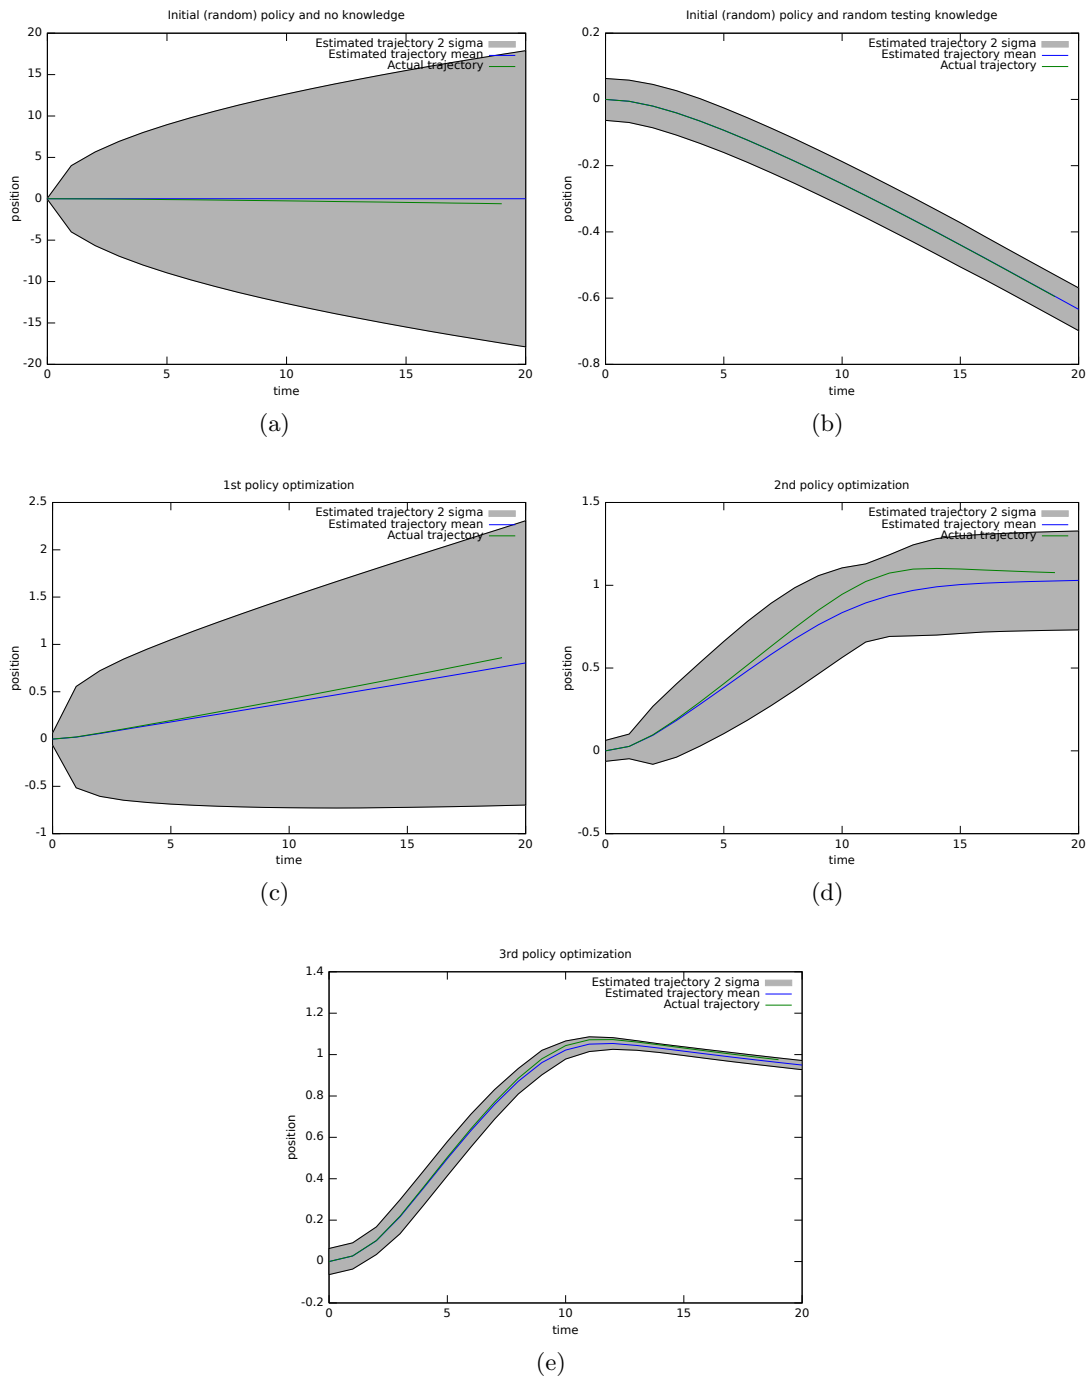 Initial (random) policy and no knowledge
20
15
10
5
0
-5
-10
-15
-20
position
Estimated trajectory 2 sigma
Estimated trajectory mean
Actual trajectory
0 5 10 15 20
time
(a)
Initial (random) policy and random testing knowledge
0.2
0
-0.2
-0.4
-0.6
-0.8
position
Estimated trajectory 2 sigma
Estimated trajectory mean
Actual trajectory
0 5 10 15 20
time
(b)
1st policy optimization
2.5
2
1.5
1
0.5
0
-0.5
-1
position
Estimated trajectory 2 sigma
Estimated trajectory mean
Actual trajectory
0 5 10 15 20
time
(c)
2nd policy optimization
1.5
1
0.5
0
-0.5
position
Estimated trajectory 2 sigma
Estimated trajectory mean
Actual trajectory
0 5 10 15 20
time
(d)
3rd policy optimization
1.4
1.2
1
0.8
0.6
0.4
0.2
0
-0.2
position
Estimated trajectory 2 sigma
Estimated trajectory mean
Actual trajectory
0 5 10 15 20
time
(e)